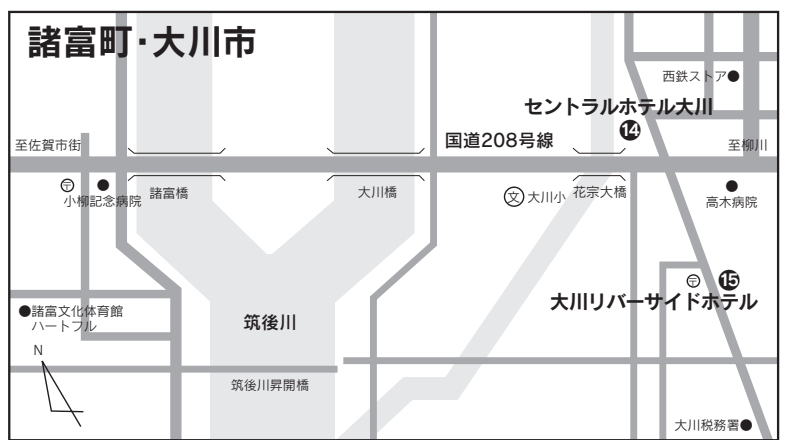 諸富町・大川市
西鉄ストア●
セントラルホテル大川
⓮
国道208号線
至佐賀市街
至柳川
〒
小柳記念病院
諸富橋
大川橋
文 大川小
花宗大橋
高木病院
〒
⓯
大川リバーサイドホテル
●諸富文化体育館
ハートフル
筑後川
N
筑後川昇開橋
大川税務署●